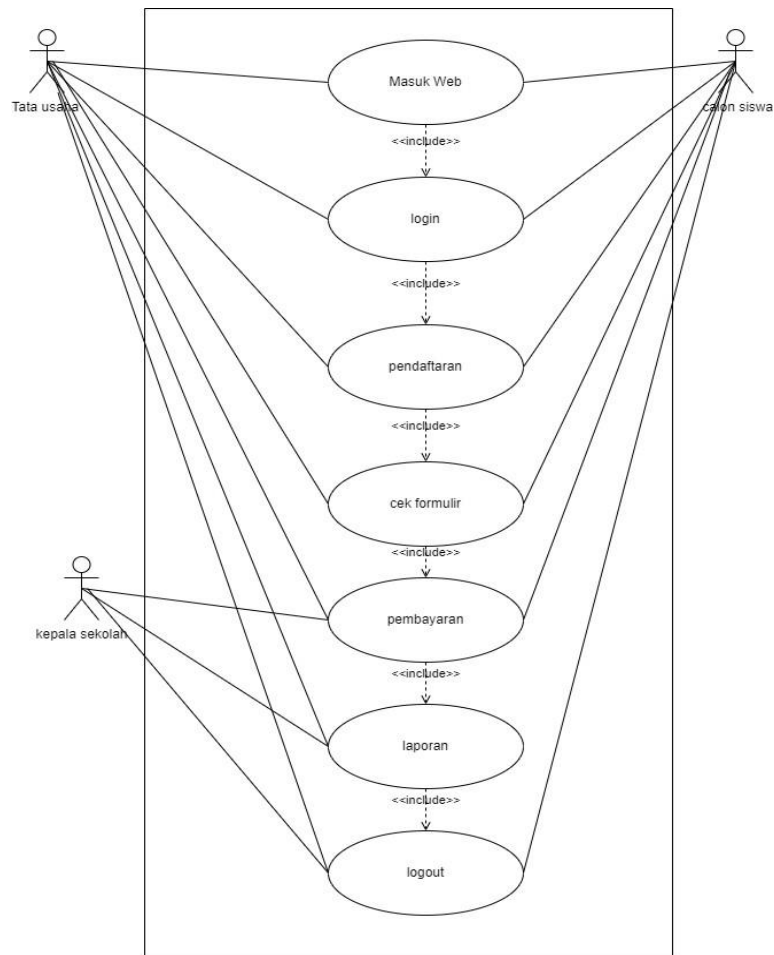 Masuk Web
Tata usaha
calon siswa
<<include>>
login
<<include>>
pendaftaran
<<include>>
cek formulir
<<include>>
pembayaran
kepala sekolah
<<include>>
laporan
<<include>>
logout